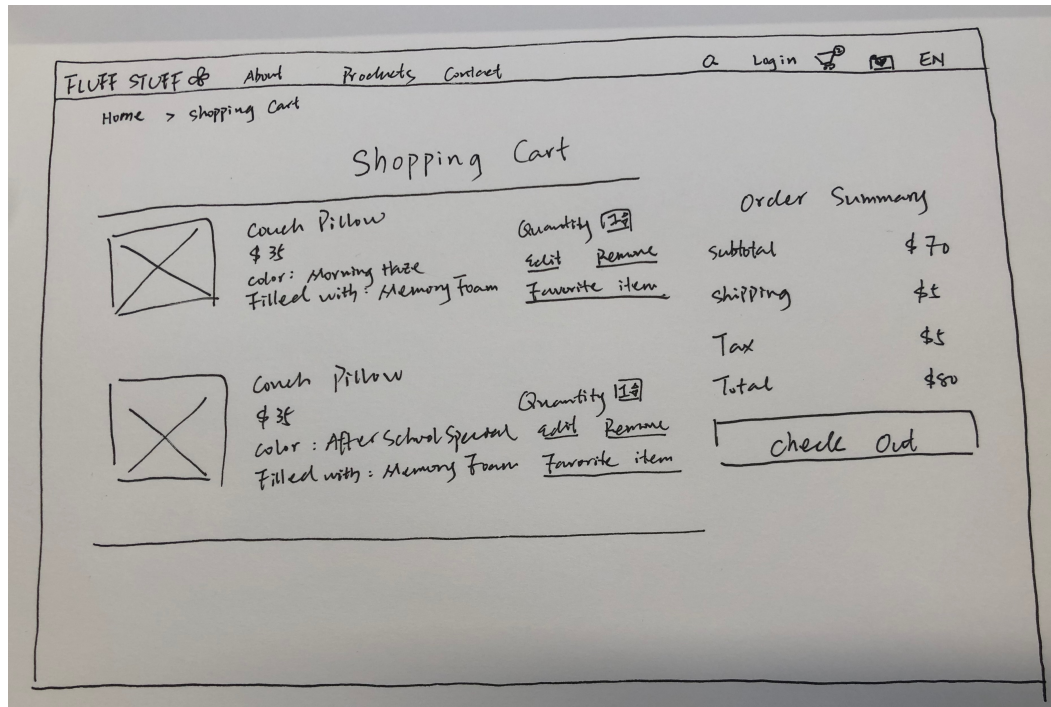 FLUFF STUFF About Products Contact Login 2 EN
Home > Shopping Cart
Shopping Cart
Couch Pillow
$ 35
color: Morning Haze
Filled with: Memory Foam
Quantity 1
Edit Remove
Favorite item
Couch Pillow
$ 35
color: After School Special
Filled with: Memory Foam
Quantity 1
Edit Remove
Favorite item
Order Summary
Subtotal $70
Shipping $5
Tax $5
Total $80
Check Out